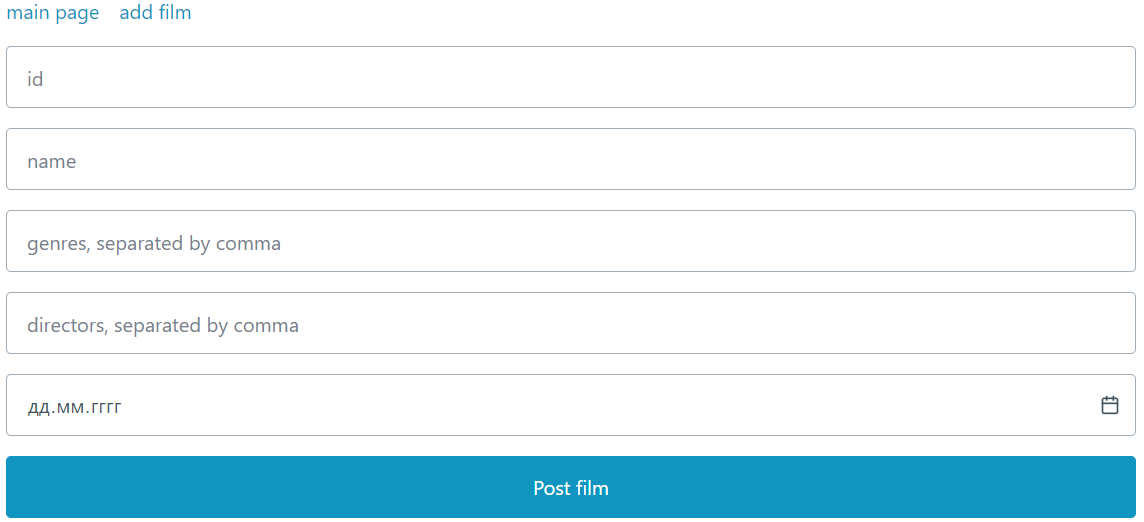 main page add film
id
name
genres, separated by comma
directors, separated by comma
дд.мм.гггг
Post film